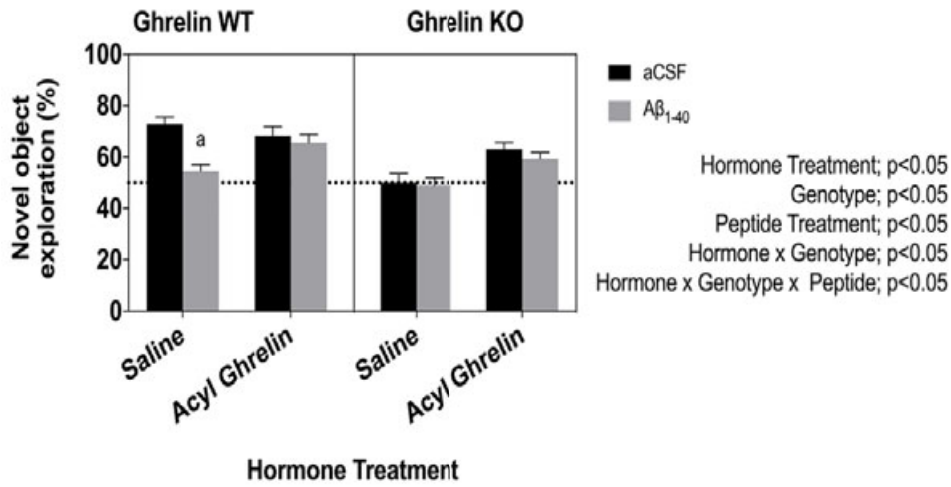 Ghrelin WT
Ghrelin KO
Novel object
exploration (%)
100
80
60
40
20
0
a
aCSF
Aβ1-40
Hormone Treatment; p<0.05
Genotype; p<0.05
Peptide Treatment; p<0.05
Hormone x Genotype; p<0.05
Hormone x Genotype x Peptide; p<0.05
Saline
Acyl Ghrelin
Saline
Acyl Ghrelin
Hormone Treatment